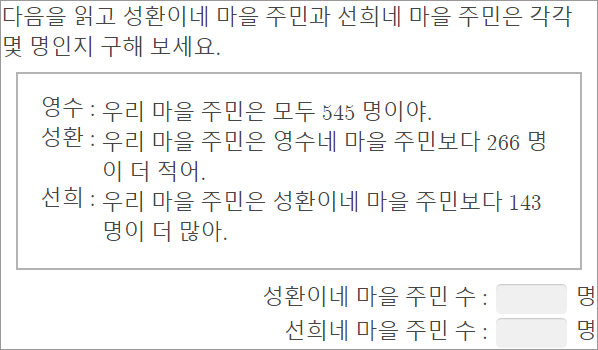 다음을 읽고 성환이네 마을 주민과 선희네 마을 주민은 각각
몇 명인지 구해 보세요.
영수 : 우리 마을 주민은 모두 545 명이야.
성환 : 우리 마을 주민은 영수네 마을 주민보다 266 명
이 더 적어.
선희 : 우리 마을 주민은 성환이네 마을 주민보다 143
명이 더 많아.
성환이네 마을 주민 수 : 명
선희네 마을 주민 수 : 명